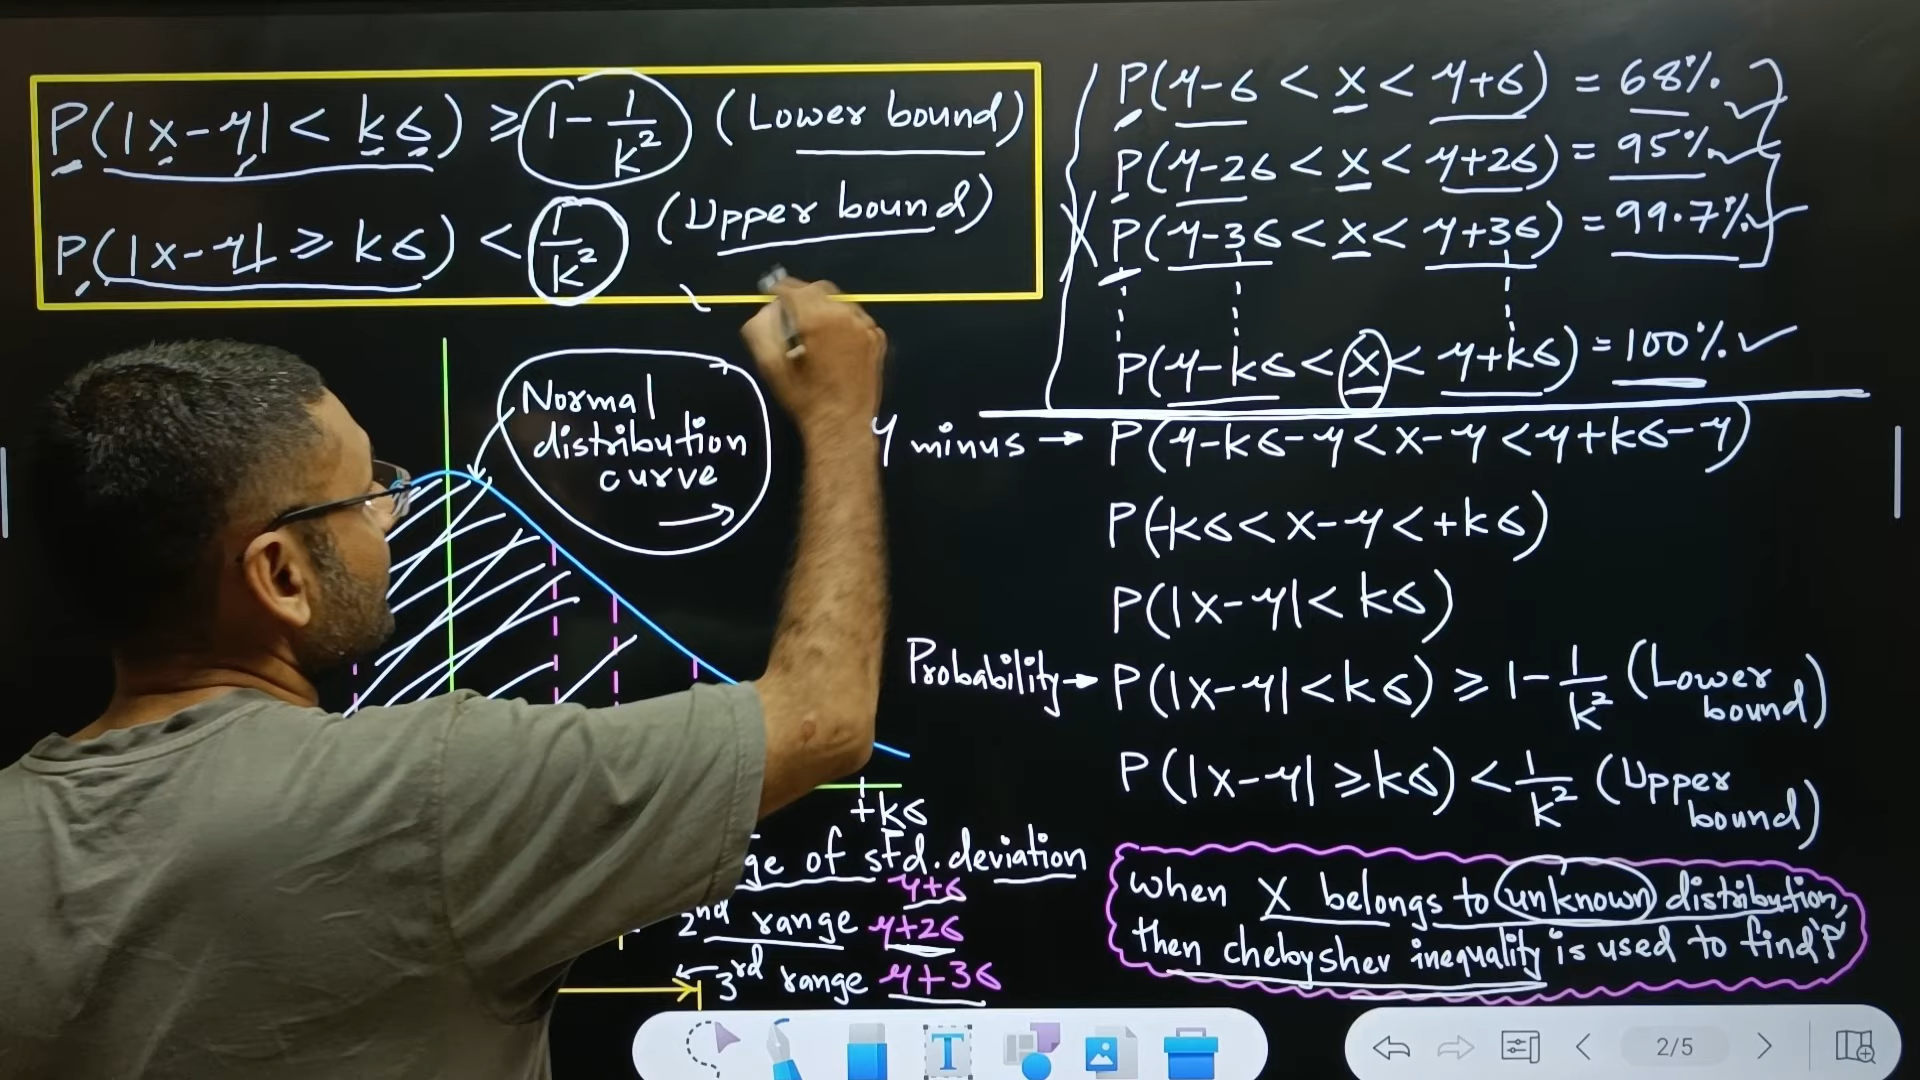 P(|x-μ| < kσ) ≥ 1 - 1/k² (Lower bound)
P(|x-μ| ≥ kσ) < 1/k² (Upper bound)
Normal
distribution
curve
+kσ
ge of std. deviation
μ+σ
2nd range μ+2σ
3rd range μ+3σ
P(μ-σ < x < μ+σ) = 68%
P(μ-2σ < x < μ+2σ) = 95%
P(μ-3σ < x < μ+3σ) = 99.7%
P(μ-kσ < x < μ+kσ) = 100%
μ minus → P(μ-kσ-μ < x-μ < μ+kσ-μ)
P(-kσ < x-μ < +kσ)
P(|x-μ| < kσ)
Probability → P(|x-μ| < kσ) ≥ 1 - 1/k² (Lower
bound)
P(|x-μ| ≥ kσ) < 1/k² (Upper
bound)
when X belongs to unknown distribution,
then chebyshev inequality is used to find 'P'
T
2/5